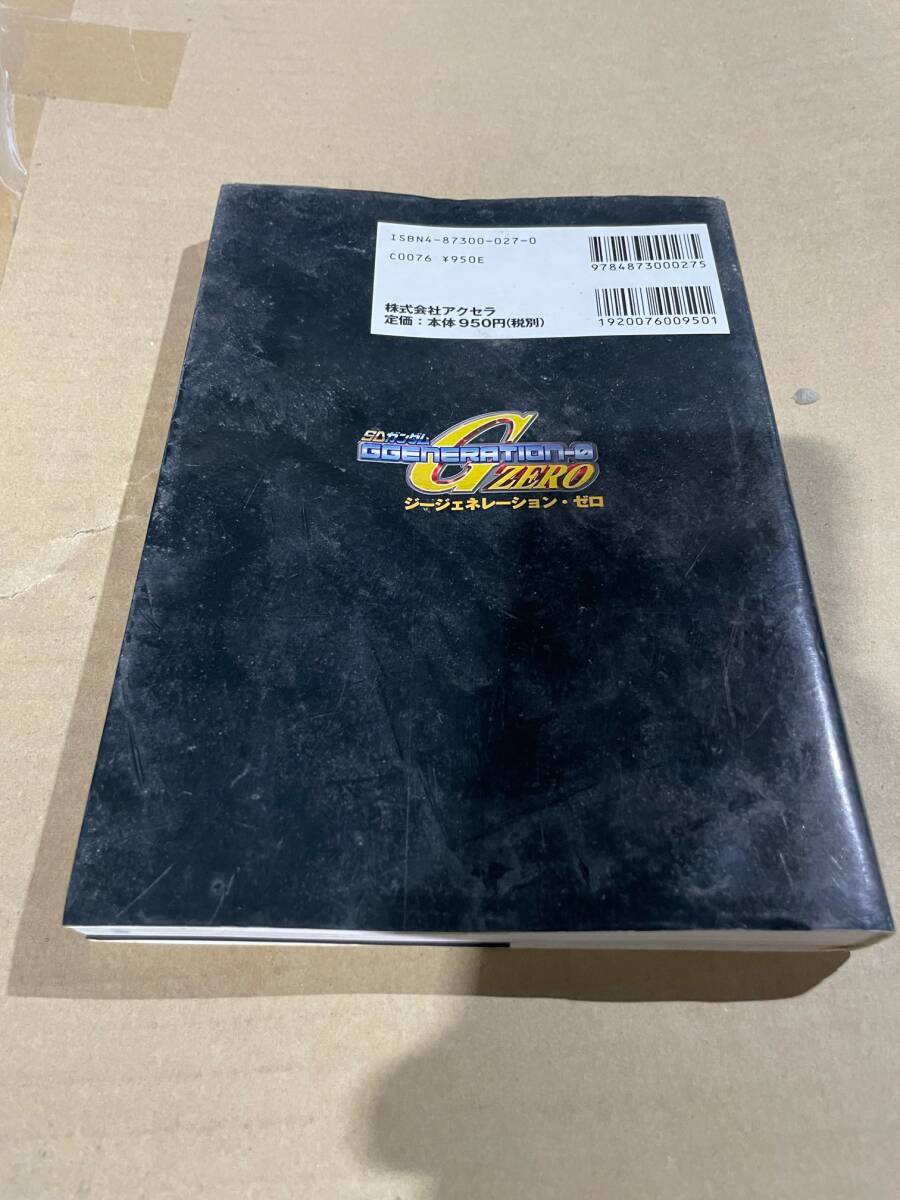 ISBN4-87300-027-0
C0076 ¥950E
9784873000275
株式会社アクセラ
定価：本体950円(税別)
1920076009501
SDガンダム
GGENERATION-0
G ZERO
ジージェネレーション・ゼロ